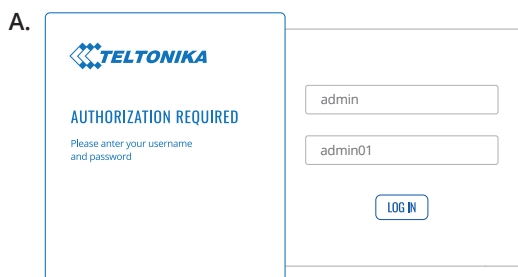 A.
TELTONIKA
AUTHORIZATION REQUIRED
Please anter your username
and password
admin
admin01
LOG IN